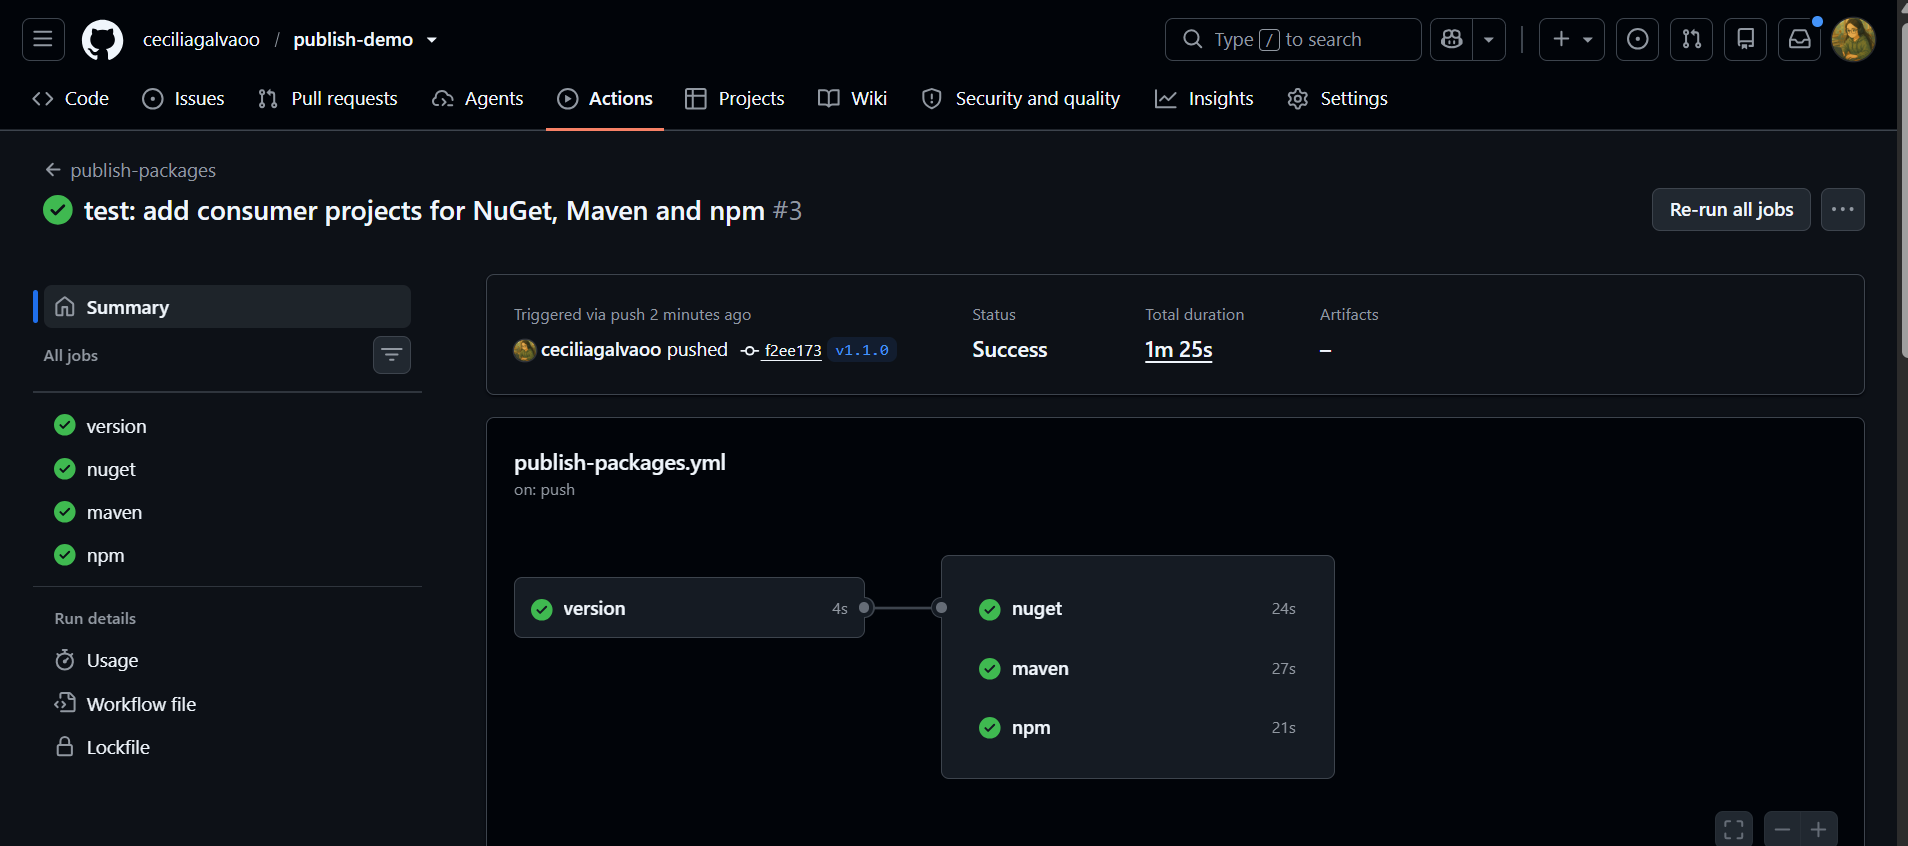 ceciliagalvaoo / publish-demo
Type / to search
Code
Issues
Pull requests
Agents
Actions
Projects
Wiki
Security and quality
Insights
Settings
publish-packages
test: add consumer projects for NuGet, Maven and npm #3
Re-run all jobs
Summary
All jobs
version
nuget
maven
npm
Run details
Usage
Workflow file
Lockfile
Triggered via push 2 minutes ago
ceciliagalvaoo pushed f2ee173 v1.1.0
Status
Success
Total duration
1m 25s
Artifacts
–
publish-packages.yml
on: push
version 4s
nuget 24s
maven 27s
npm 21s